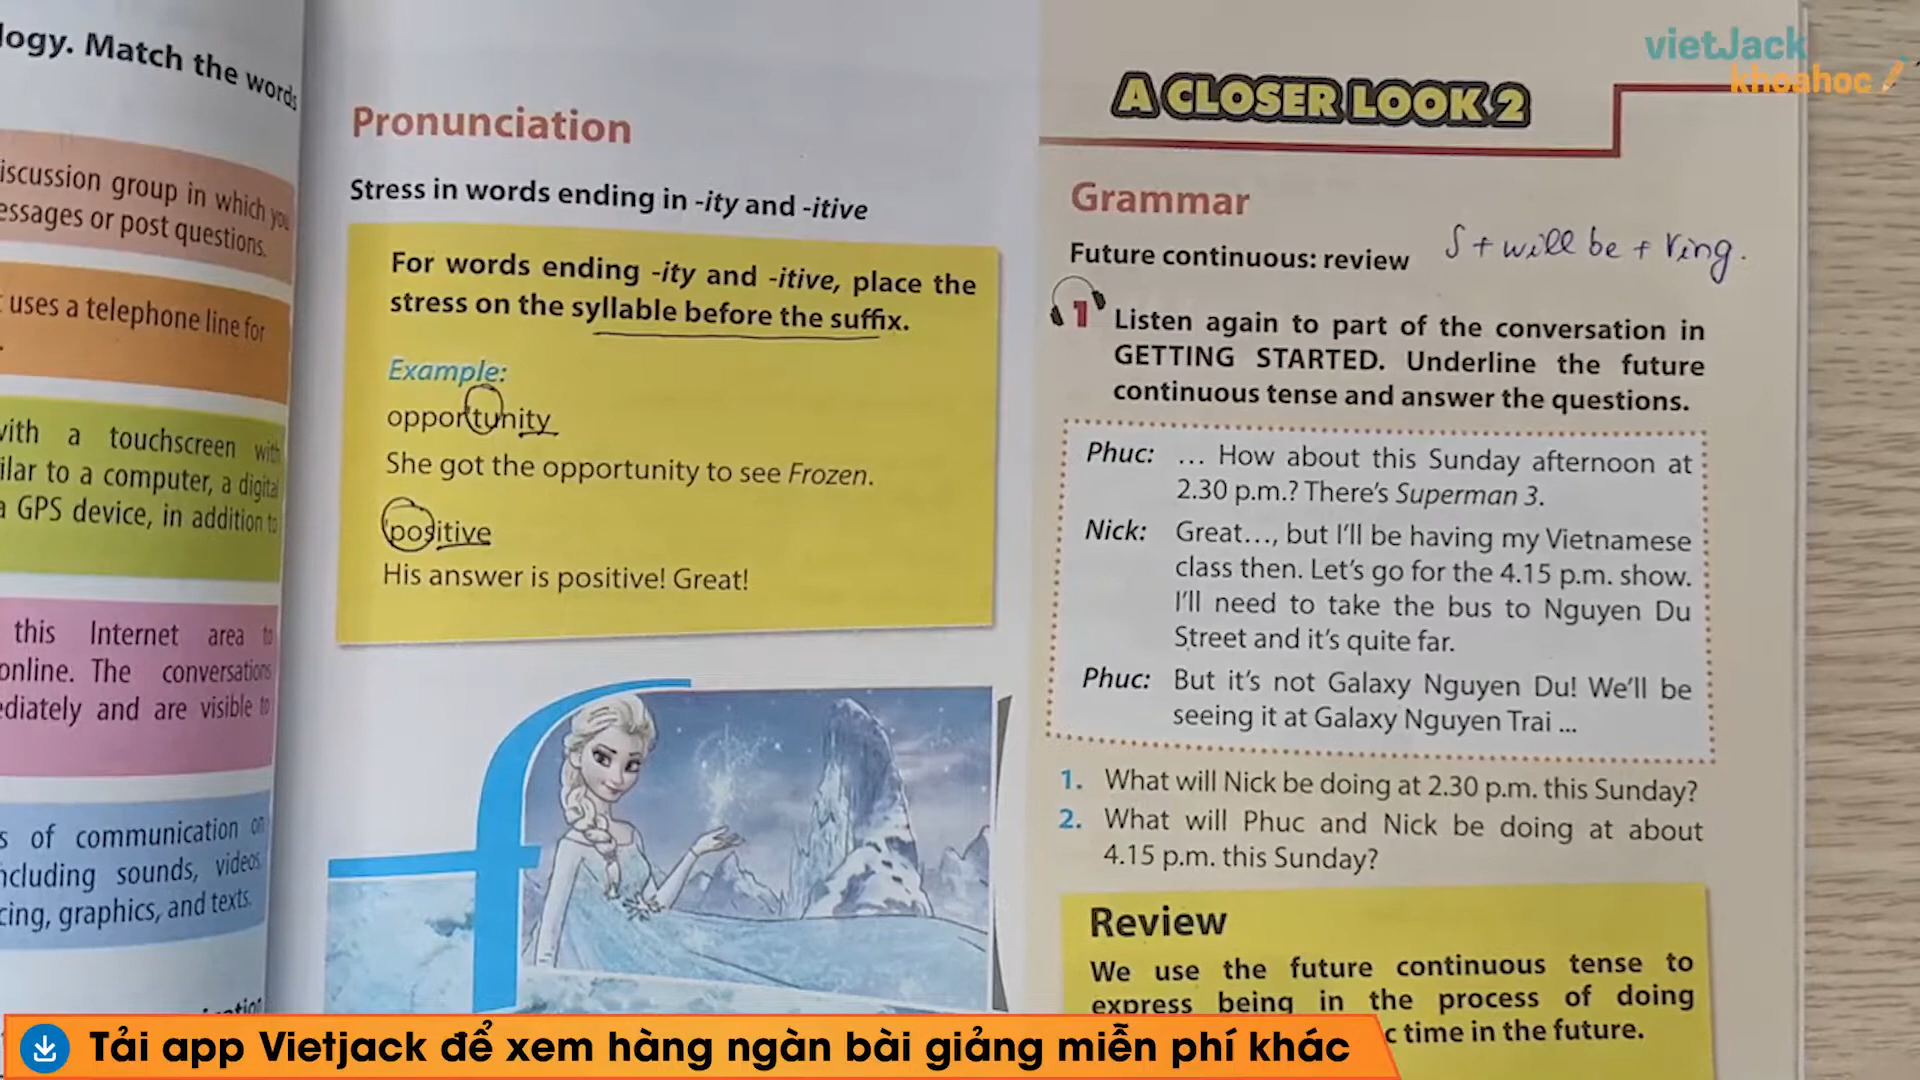 logy. Match the words
iscussion group in which you
essages or post questions.
uses a telephone line for
with a touchscreen with
ilar to a computer, a digital
a GPS device, in addition to
this Internet area to
online. The conversations
ediately and are visible to
s of communication on
ncluding sounds, videos,
cing, graphics, and texts.
Pronunciation
Stress in words ending in -ity and -itive
For words ending -ity and -itive, place the
stress on the syllable before the suffix.
Example:
oppor'tunity
She got the opportunity to see Frozen.
'positive
His answer is positive! Great!
vietJack
khoahoc
A CLOSER LOOK 2
Grammar
Future continuous: review S + will be + Ving.
1 Listen again to part of the conversation in
GETTING STARTED. Underline the future
continuous tense and answer the questions.
Phuc: ... How about this Sunday afternoon at
2.30 p.m.? There's Superman 3.
Nick: Great..., but I'll be having my Vietnamese
class then. Let's go for the 4.15 p.m. show.
I'll need to take the bus to Nguyen Du
Street and it's quite far.
Phuc: But it's not Galaxy Nguyen Du! We'll be
seeing it at Galaxy Nguyen Trai ...
1. What will Nick be doing at 2.30 p.m. this Sunday?
2. What will Phuc and Nick be doing at about
4.15 p.m. this Sunday?
Review
We use the future continuous tense to
express being in the process of doing
c time in the future.
Tải app Vietjack để xem hàng ngàn bài giảng miễn phí khác